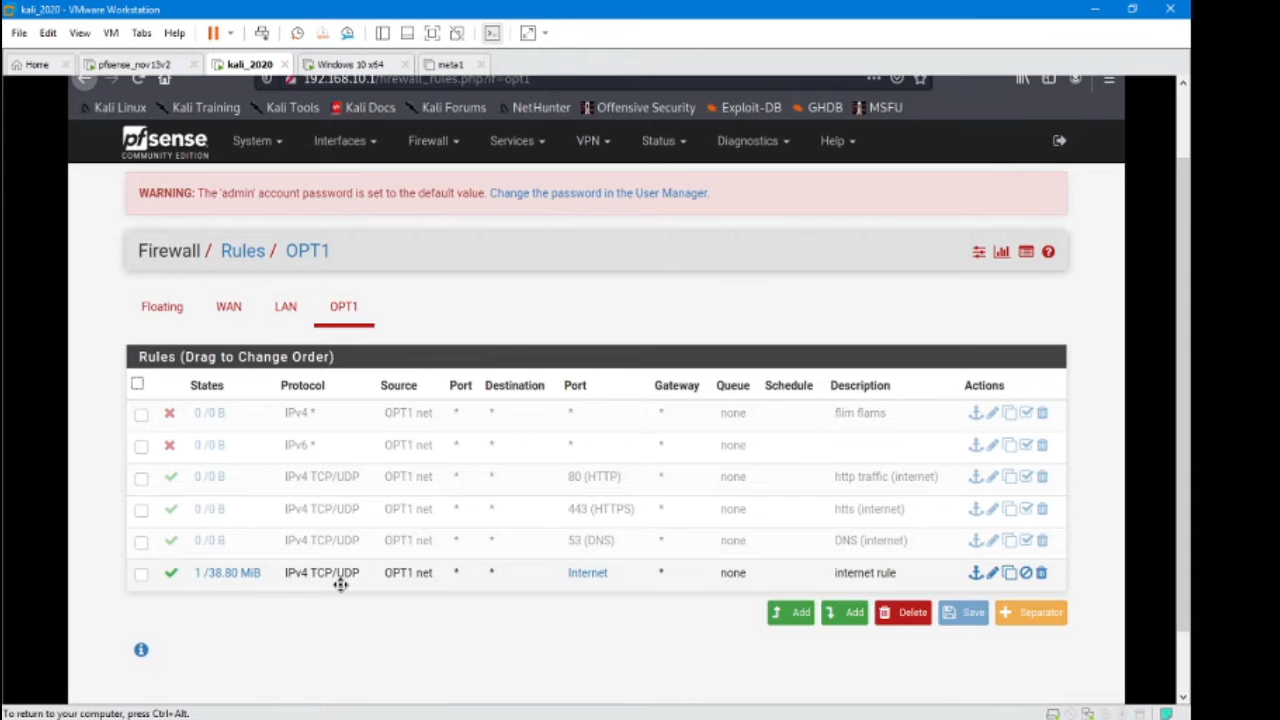 kali_2020 - VMware Workstation
File Edit View VM Tabs Help
Home pfsense_nov13v2 kali_2020 Windows 10 x64 meta1
192.168.10.1/firewall_rules.php?if=opt1
Kali Linux Kali Training Kali Tools Kali Docs Kali Forums NetHunter Offensive Security Exploit-DB GHDB MSFU
pfsense COMMUNITY EDITION System Interfaces Firewall Services VPN Status Diagnostics Help
WARNING: The 'admin' account password is set to the default value. Change the password in the User Manager.
Firewall / Rules / OPT1
Floating WAN LAN OPT1
Rules (Drag to Change Order)
States Protocol Source Port Destination Port Gateway Queue Schedule Description Actions
0 /0 B IPv4 * OPT1 net * * * * none flim flams
0 /0 B IPv6 * OPT1 net * * * * none
0 /0 B IPv4 TCP/UDP OPT1 net * * 80 (HTTP) * none http traffic (internet)
0 /0 B IPv4 TCP/UDP OPT1 net * * 443 (HTTPS) * none htts (internet)
0 /0 B IPv4 TCP/UDP OPT1 net * * 53 (DNS) * none DNS (internet)
1 /38.80 MiB IPv4 TCP/UDP OPT1 net * * Internet * none internet rule
Add Add Delete Save Separator
To return to your computer, press Ctrl+Alt.